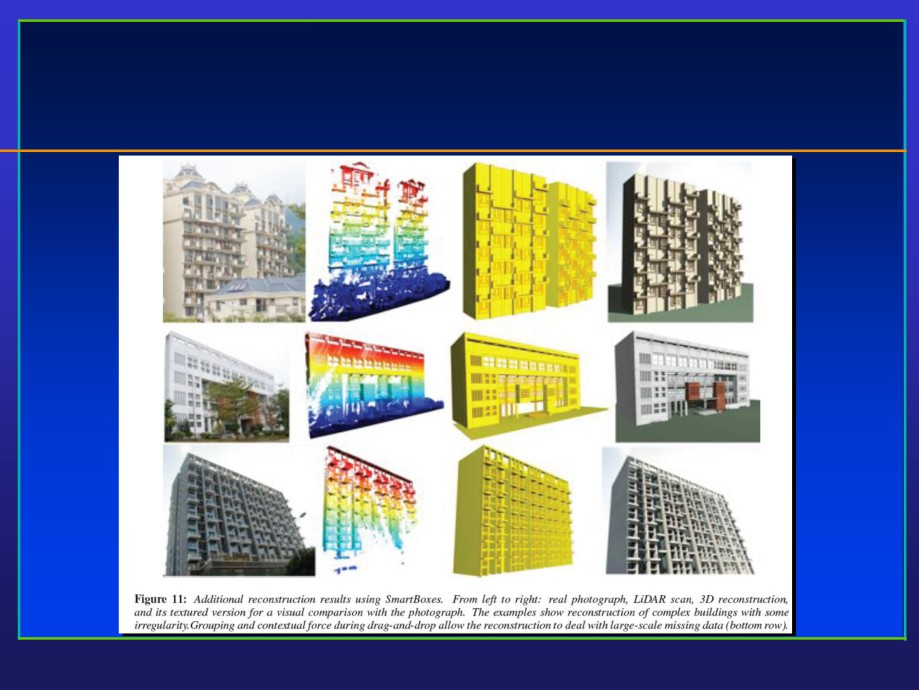 Figure 11: Additional reconstruction results using SmartBoxes. From left to right: real photograph, LiDAR scan, 3D reconstruction,
and its textured version for a visual comparison with the photograph. The examples show reconstruction of complex buildings with some
irregularity.Grouping and contextual force during drag-and-drop allow the reconstruction to deal with large-scale missing data (bottom row).